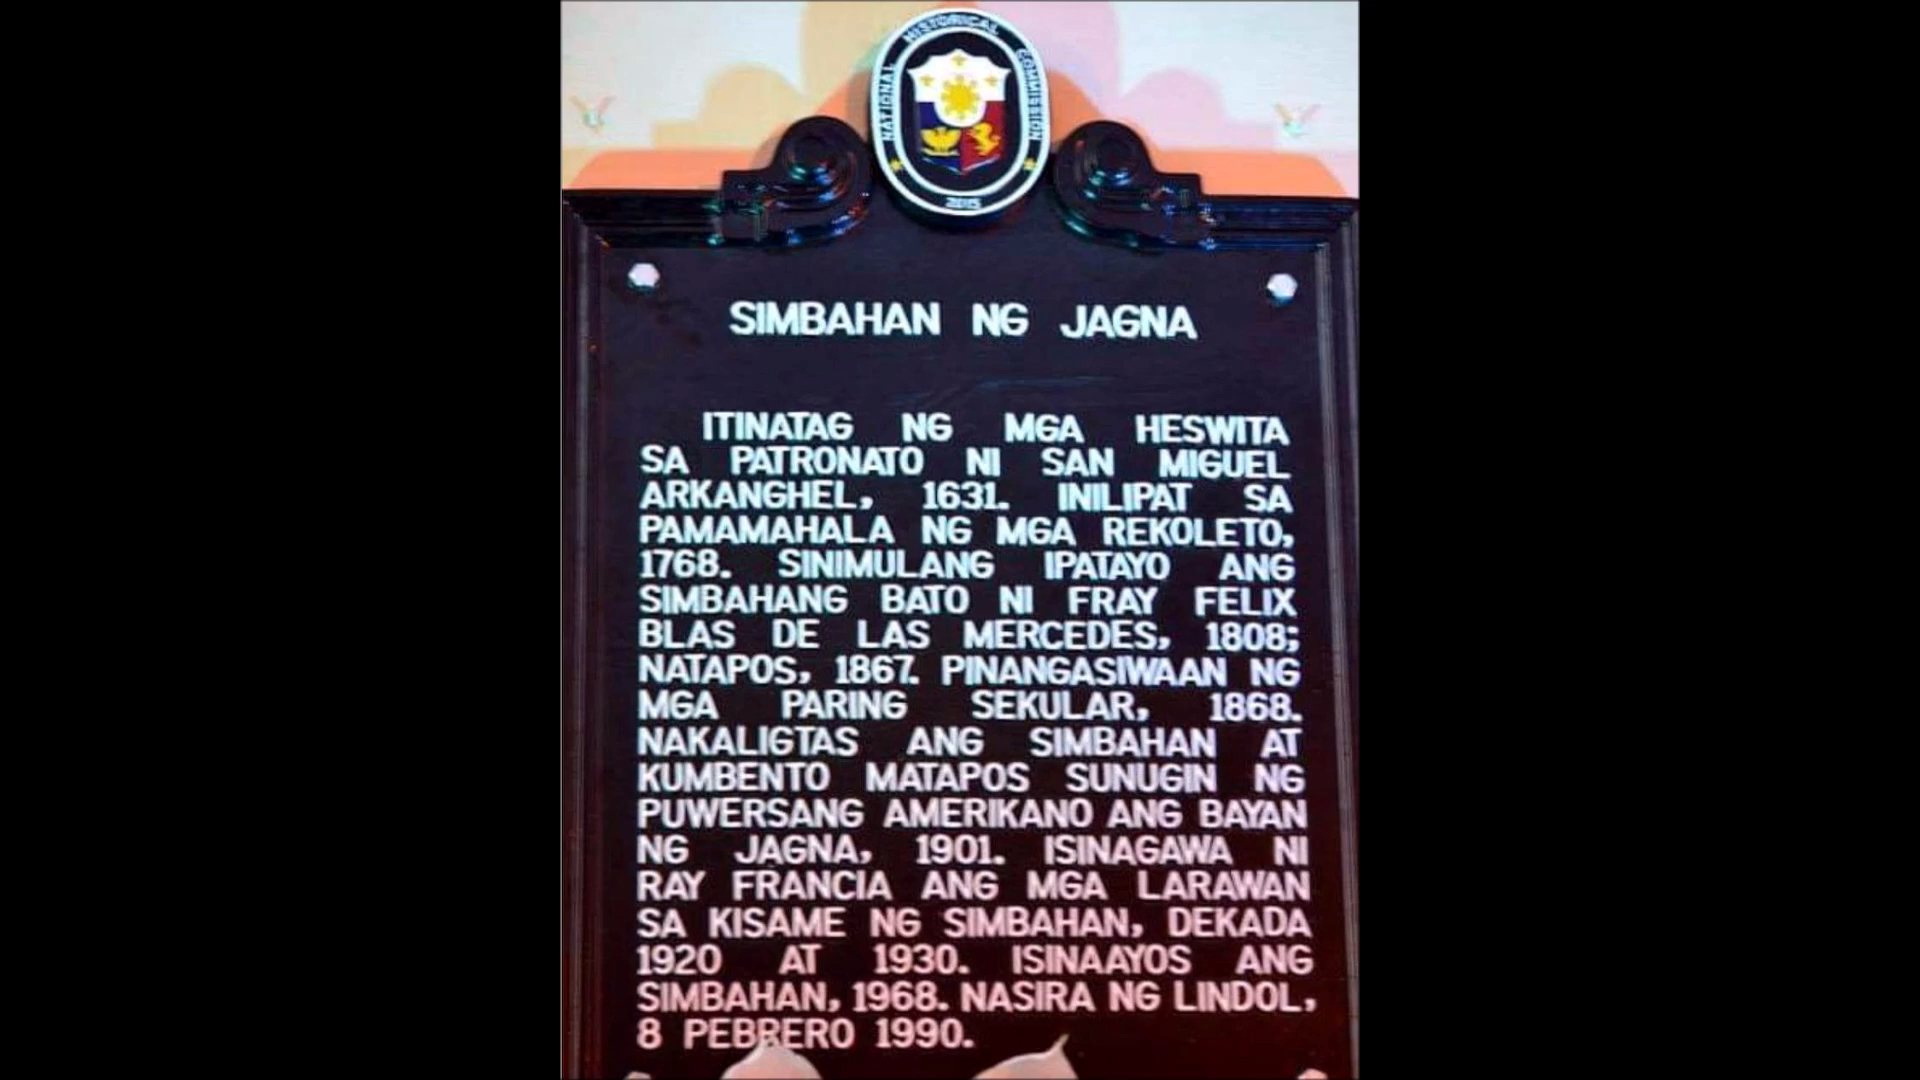 NATIONAL HISTORICAL COMMISSION
2015
SIMBAHAN NG JAGNA
ITINATAG NG MGA HESWITA
SA PATRONATO NI SAN MIGUEL
ARKANGHEL, 1631. INILIPAT SA
PAMAMAHALA NG MGA REKOLETO,
1768. SINIMULANG IPATAYO ANG
SIMBAHANG BATO NI FRAY FELIX
BLAS DE LAS MERCEDES, 1808;
NATAPOS, 1867. PINANGASIWAAN NG
MGA PARING SEKULAR, 1868.
NAKALIGTAS ANG SIMBAHAN AT
KUMBENTO MATAPOS SUNUGIN NG
PUWERSANG AMERIKANO ANG BAYAN
NG JAGNA, 1901. ISINAGAWA NI
RAY FRANCIA ANG MGA LARAWAN
SA KISAME NG SIMBAHAN, DEKADA
1920 AT 1930. ISINAAYOS ANG
SIMBAHAN, 1968. NASIRA NG LINDOL,
8 PEBRERO 1990.